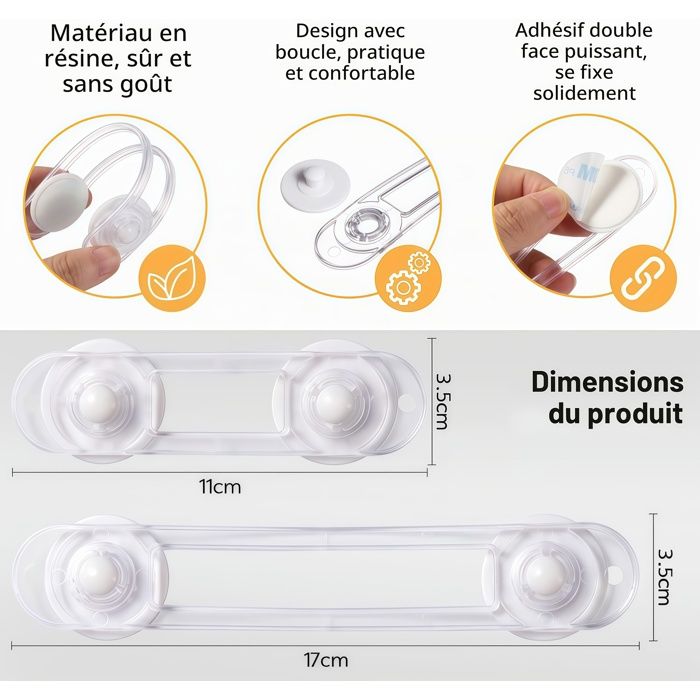 Matériau en
résine, sûr et
sans goût
Design avec
boucle, pratique
et confortable
Adhésif double
face puissant,
se fixe
solidement
Dimensions
du produit
3.5cm
11cm
3.5cm
17cm